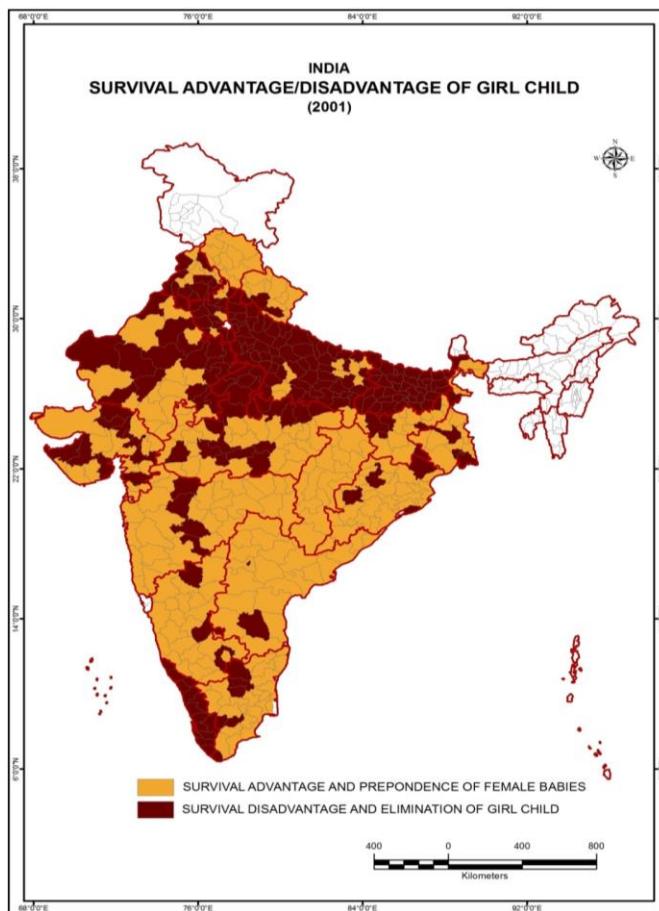 68°0'0"E 76°0'0"E 84°0'0"E 92°0'0"E
INDIA
SURVIVAL ADVANTAGE/DISADVANTAGE OF GIRL CHILD
(2001)
N
W E
S
38°0'0"N
30°0'0"N
22°0'0"N
14°0'0"N
6°0'0"N
SURVIVAL ADVANTAGE AND PREPONDENCE OF FEMALE BABIES
SURVIVAL DISADVANTAGE AND ELIMINATION OF GIRL CHILD
400 0 400 800
Kilometers
68°0'0"E 76°0'0"E 84°0'0"E 92°0'0"E